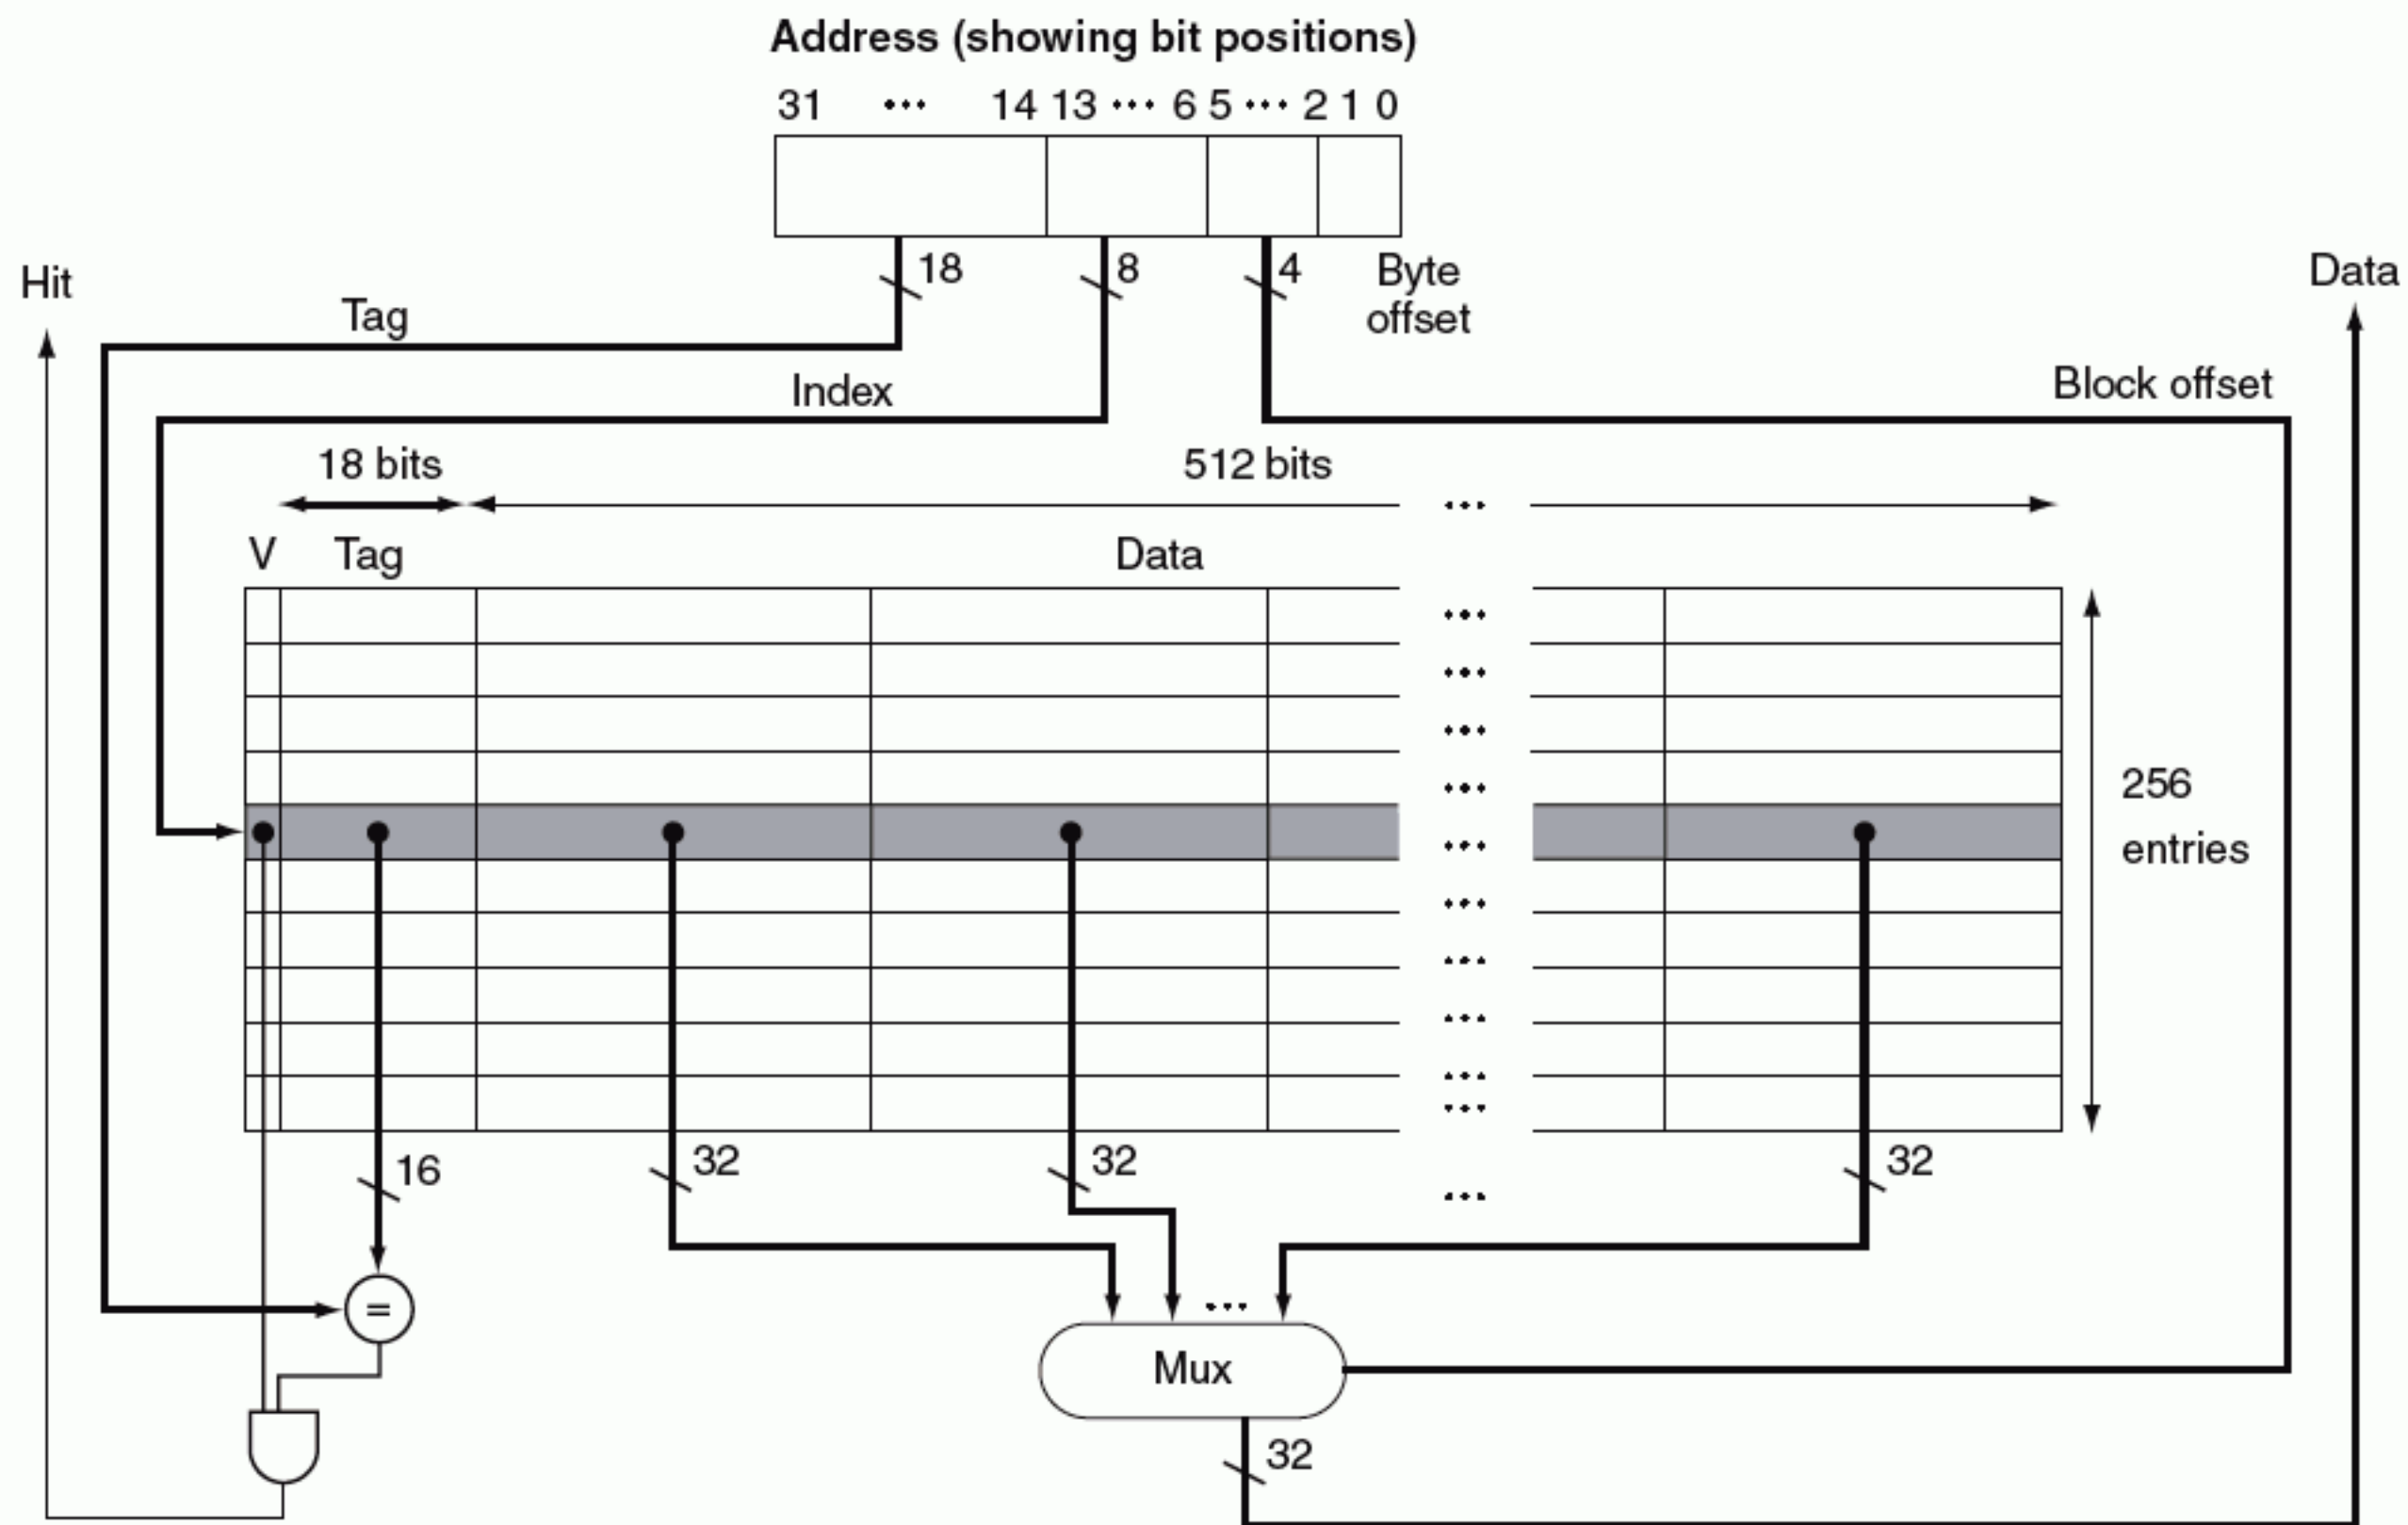 Address (showing bit positions)
31 ... 14 13 ... 6 5 ... 2 1 0
18
8
4
Byte
offset
Hit
Data
Tag
Index
Block offset
18 bits
512 bits
...
V
Tag
Data
...
...
...
...
...
...
...
...
...
...
256
entries
16
32
32
...
32
=
...
Mux
32